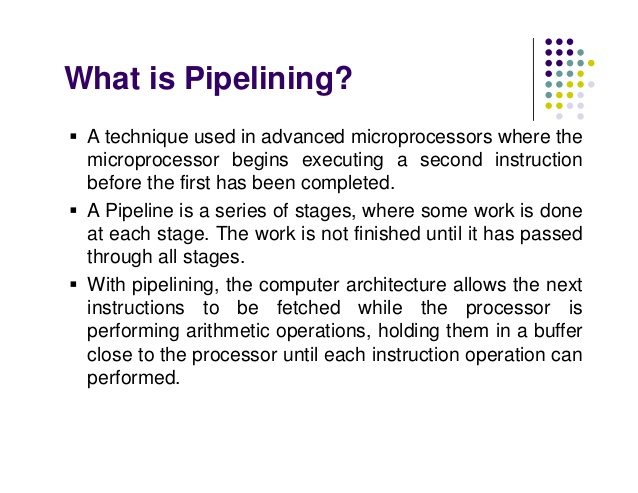 What is Pipelining?
▪ A technique used in advanced microprocessors where the
microprocessor begins executing a second instruction
before the first has been completed.
▪ A Pipeline is a series of stages, where some work is done
at each stage. The work is not finished until it has passed
through all stages.
▪ With pipelining, the computer architecture allows the next
instructions to be fetched while the processor is
performing arithmetic operations, holding them in a buffer
close to the processor until each instruction operation can
performed.